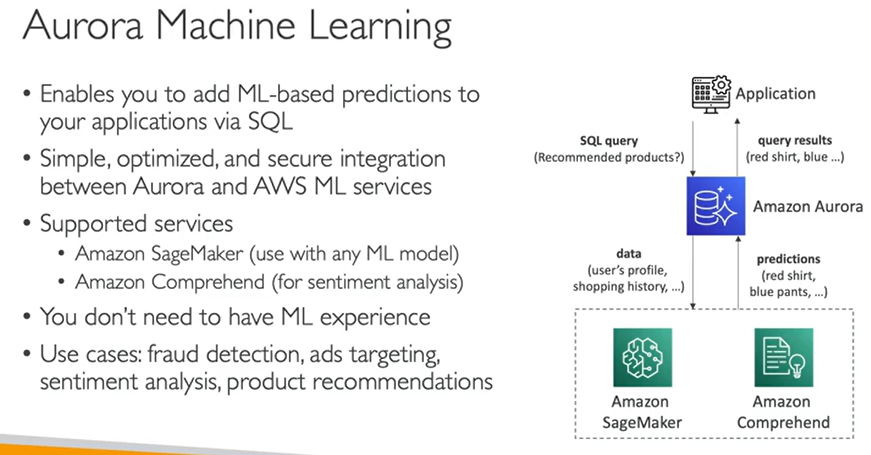 Aurora Machine Learning
• Enables you to add ML-based predictions to
your applications via SQL
• Simple, optimized, and secure integration
between Aurora and AWS ML services
• Supported services
• Amazon SageMaker (use with any ML model)
• Amazon Comprehend (for sentiment analysis)
• You don't need to have ML experience
• Use cases: fraud detection, ads targeting,
sentiment analysis, product recommendations
Application
SQL query
(Recommended products?)
query results
(red shirt, blue ...)
Amazon Aurora
data
(user's profile,
shopping history, ...)
predictions
(red shirt,
blue pants, ...)
Amazon
SageMaker
Amazon
Comprehend